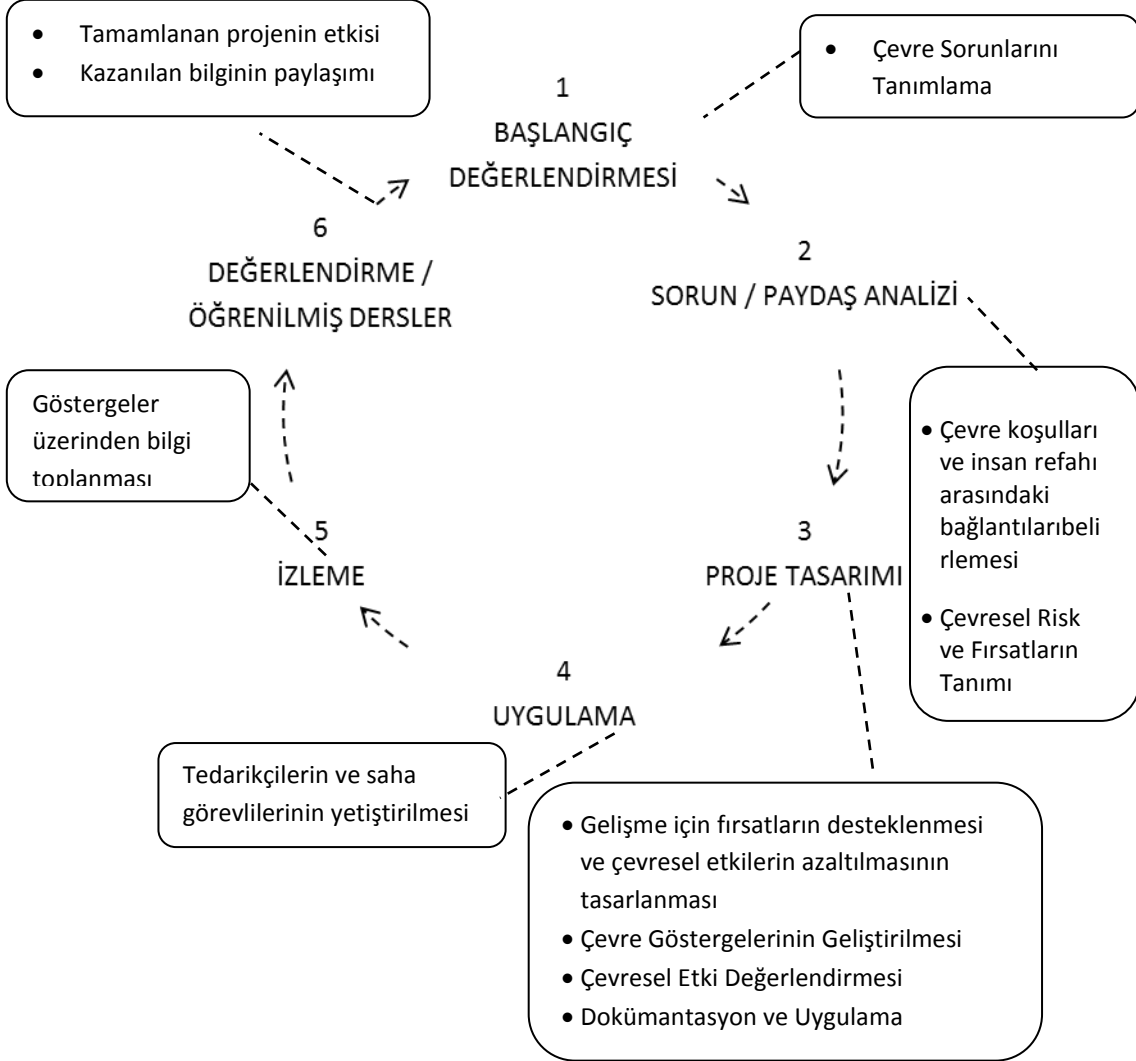 • Tamamlanan projenin etkisi
• Kazanılan bilginin paylaşımı
• Çevre Sorunlarını
Tanımlama
1
BAŞLANGIÇ
DEĞERLENDİRMESİ
6
DEĞERLENDİRME /
ÖĞRENİLMİŞ DERSLER
2
SORUN / PAYDAŞ ANALİZİ
Göstergeler
üzerinden bilgi
toplanması
• Çevre koşulları
ve insan refahı
arasındaki
bağlantılarıbeli
rlemesi
• Çevresel Risk
ve Fırsatların
Tanımı
5
İZLEME
3
PROJE TASARIMI
4
UYGULAMA
Tedarikçilerin ve saha
görevlilerinin yetiştirilmesi
• Gelişme için fırsatların desteklenmesi
ve çevresel etkilerin azaltılmasının
tasarlanması
• Çevre Göstergelerinin Geliştirilmesi
• Çevresel Etki Değerlendirmesi
• Dokümantasyon ve Uygulama